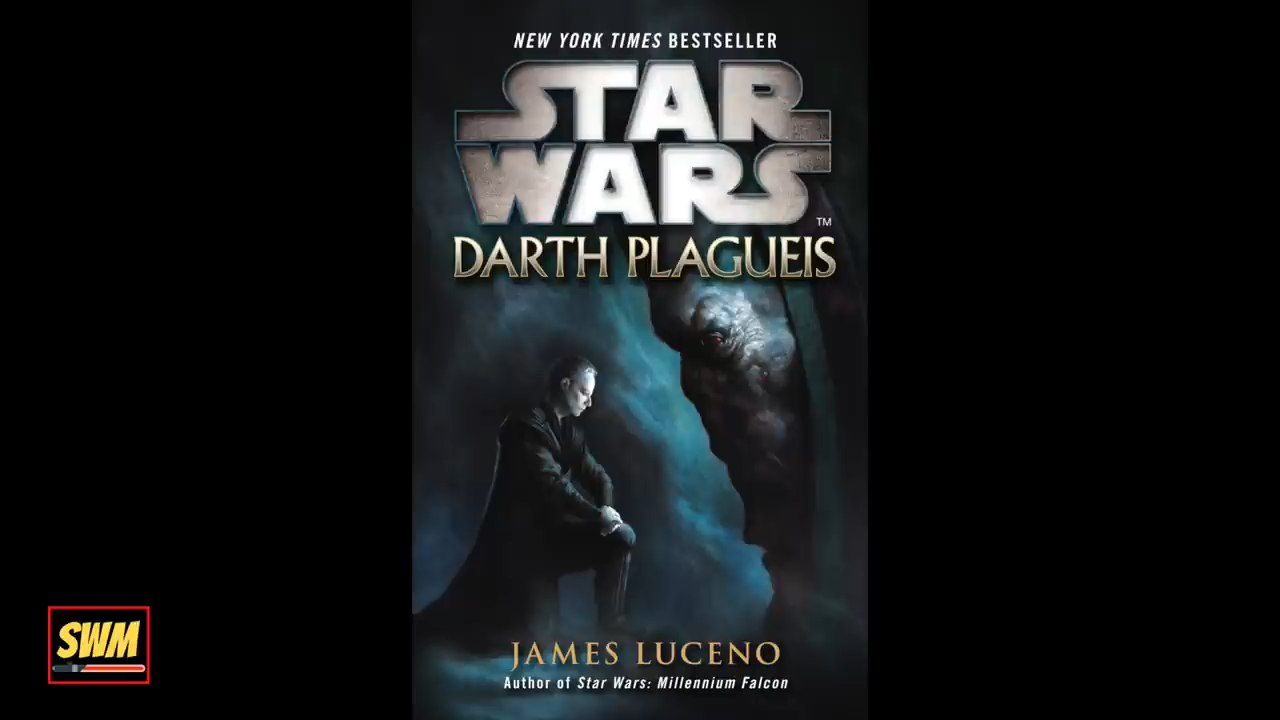 NEW YORK TIMES BESTSELLER
STAR
WARS
TM
DARTH PLAGUEIS
JAMES LUCENO
Author of Star Wars: Millennium Falcon
SWM